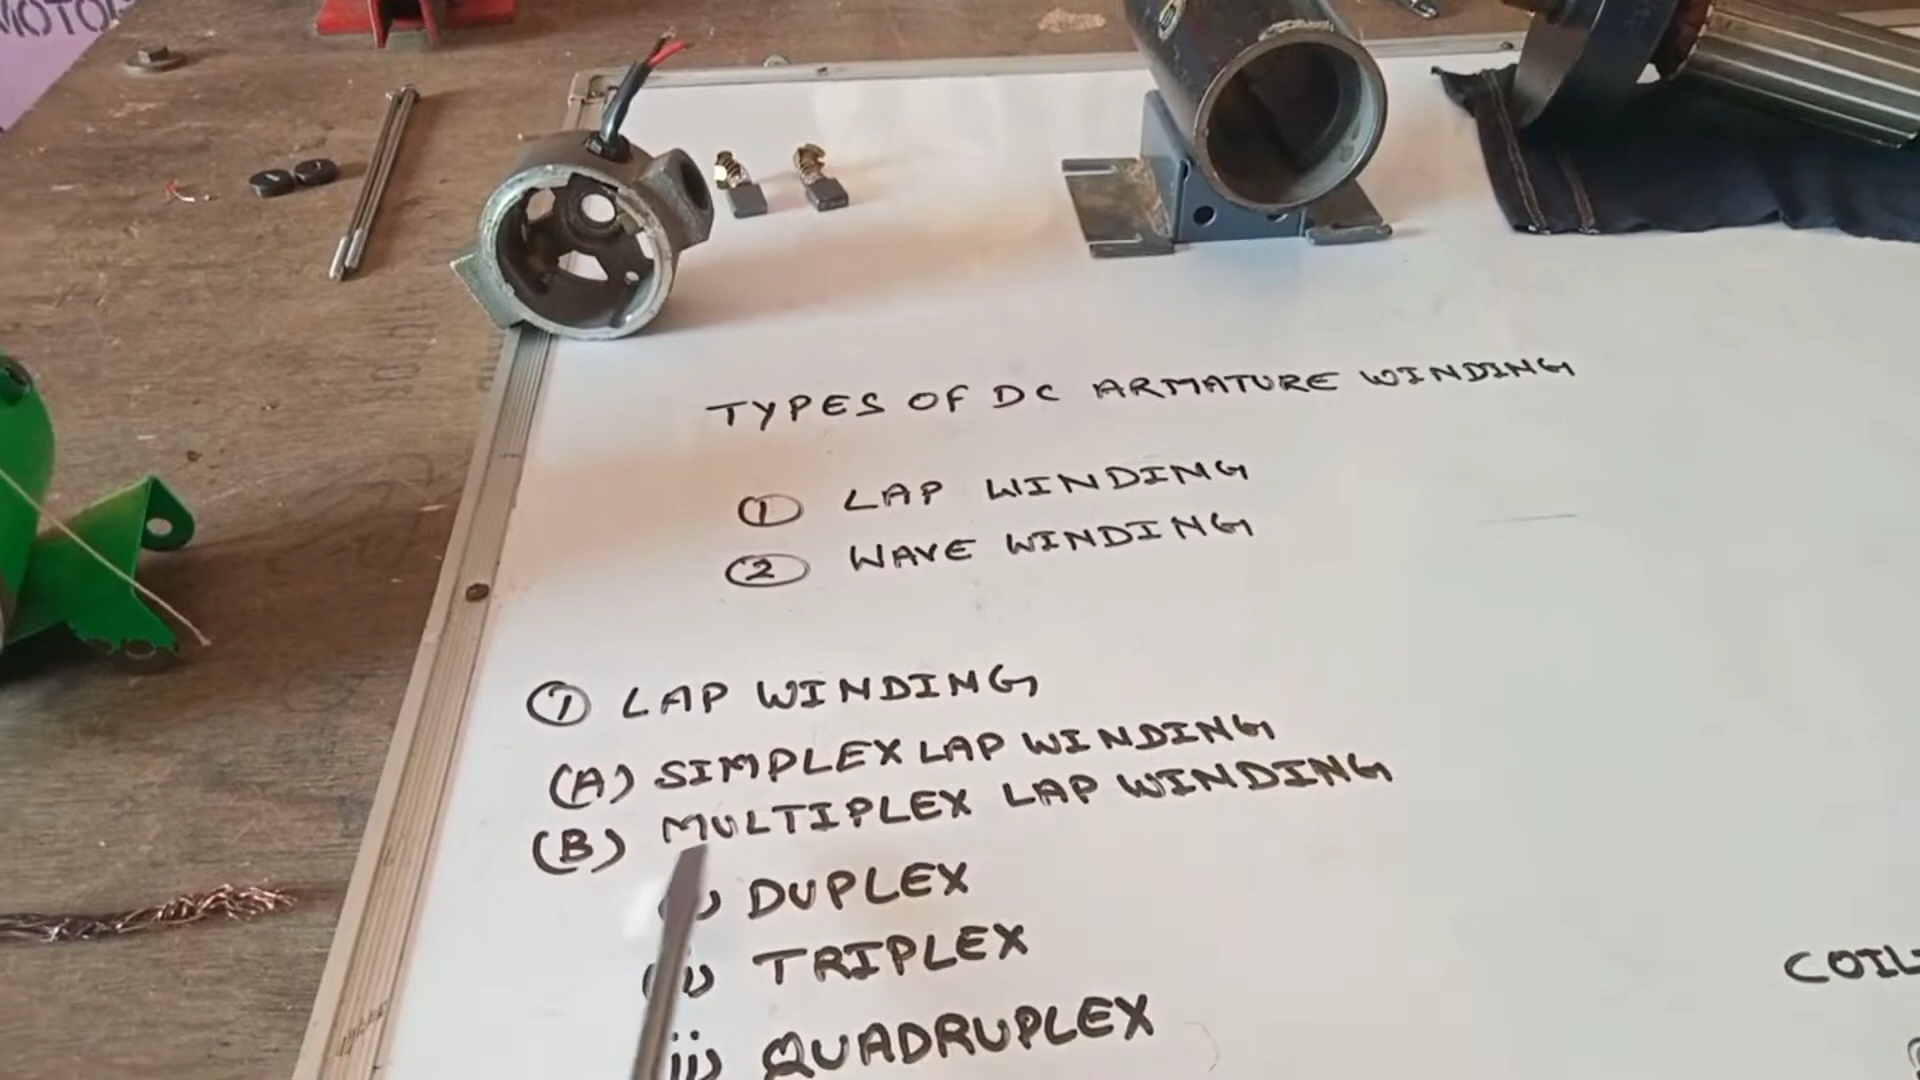 MOTOR
TYPES OF DC ARMATURE WINDING
① LAP WINDING
② WAVE WINDING
① LAP WINDING
(A) SIMPLEX LAP WINDING
(B) MULTIPLEX LAP WINDING
DUPLEX
TRIPLEX
QUADRUPLEX
COIL